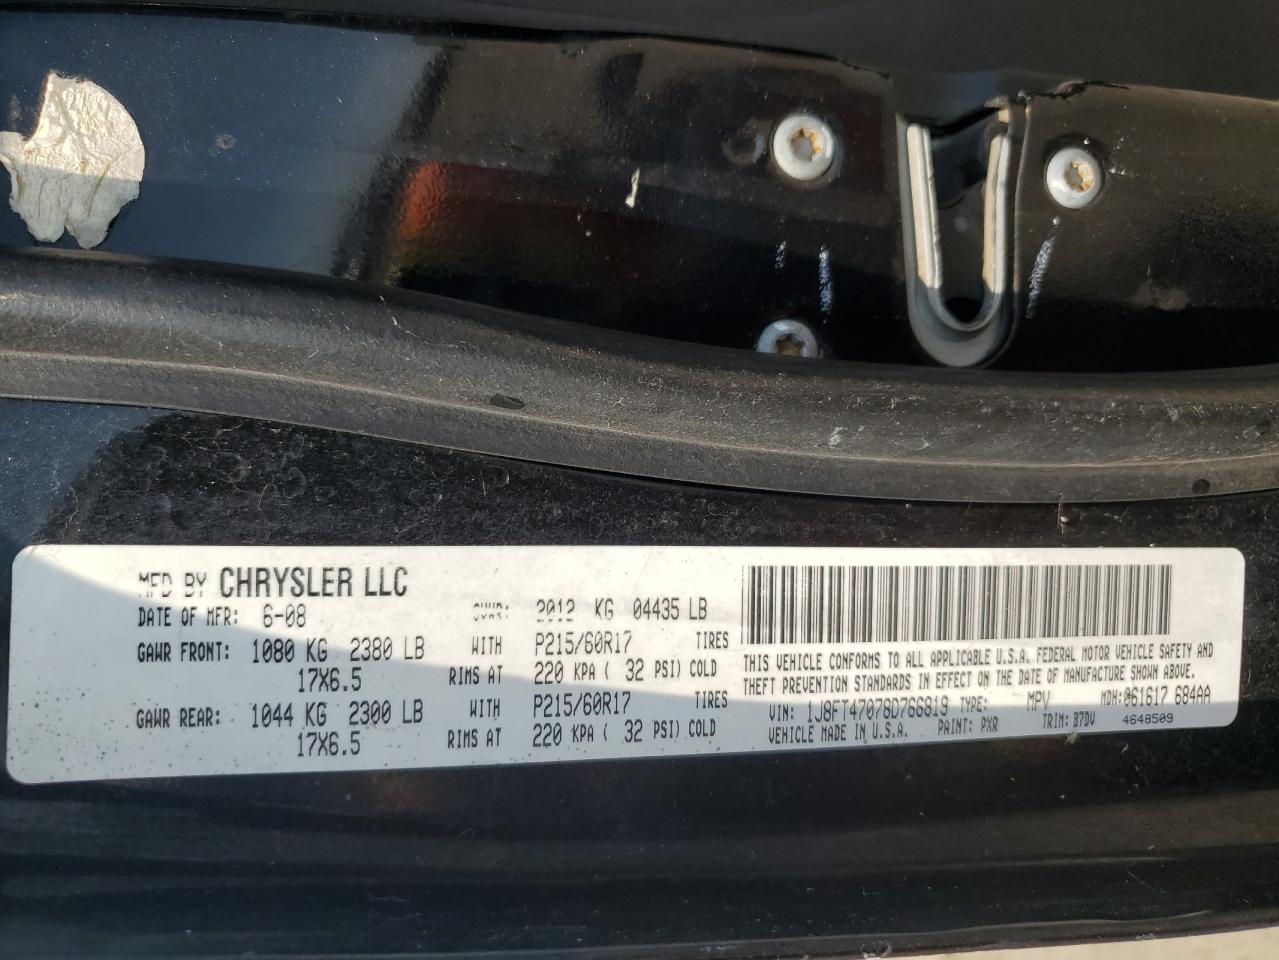 MFD BY CHRYSLER LLC
DATE OF MFR: 6-08 GVWR: 2012 KG 04435 LB
GAWR FRONT: 1080 KG 2380 LB WITH P215/60R17 TIRES
17X6.5 RIMS AT 220 KPA ( 32 PSI) COLD
GAWR REAR: 1044 KG 2300 LB WITH P215/60R17 TIRES
17X6.5 RIMS AT 220 KPA ( 32 PSI) COLD
THIS VEHICLE CONFORMS TO ALL APPLICABLE U.S.A. FEDERAL MOTOR VEHICLE SAFETY AND
THEFT PREVENTION STANDARDS IN EFFECT ON THE DATE OF MANUFACTURE SHOWN ABOVE.
VIN: 1J8FT47078D766819 TYPE: MPV MDH: 061617 684AA
VEHICLE MADE IN U.S.A. PAINT: PXR TRIM: B7DV 4648509